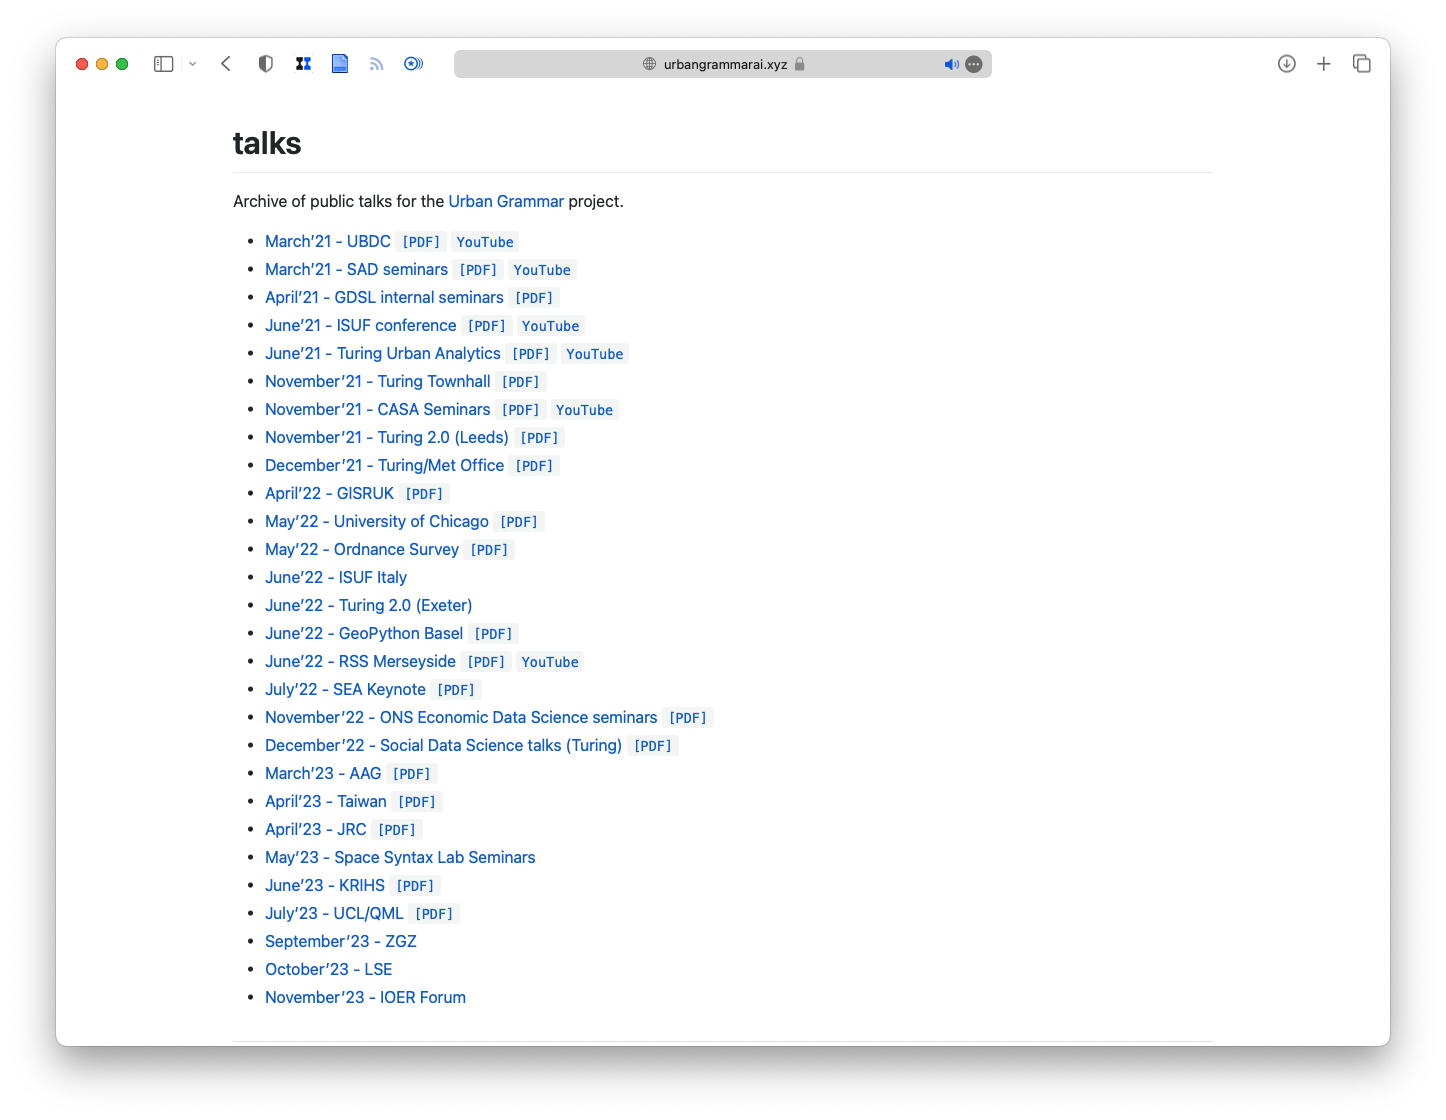 urbangrammarai.xyz
talks
Archive of public talks for the Urban Grammar project.
• March’21 - UBDC [PDF] YouTube
• March’21 - SAD seminars [PDF] YouTube
• April’21 - GDSL internal seminars [PDF]
• June’21 - ISUF conference [PDF] YouTube
• June’21 - Turing Urban Analytics [PDF] YouTube
• November’21 - Turing Townhall [PDF]
• November’21 - CASA Seminars [PDF] YouTube
• November’21 - Turing 2.0 (Leeds) [PDF]
• December’21 - Turing/Met Office [PDF]
• April’22 - GISRUK [PDF]
• May’22 - University of Chicago [PDF]
• May’22 - Ordnance Survey [PDF]
• June’22 - ISUF Italy
• June’22 - Turing 2.0 (Exeter)
• June’22 - GeoPython Basel [PDF]
• June’22 - RSS Merseyside [PDF] YouTube
• July’22 - SEA Keynote [PDF]
• November’22 - ONS Economic Data Science seminars [PDF]
• December’22 - Social Data Science talks (Turing) [PDF]
• March’23 - AAG [PDF]
• April’23 - Taiwan [PDF]
• April’23 - JRC [PDF]
• May’23 - Space Syntax Lab Seminars
• June’23 - KRIHS [PDF]
• July’23 - UCL/QML [PDF]
• September’23 - ZGZ
• October’23 - LSE
• November’23 - IOER Forum